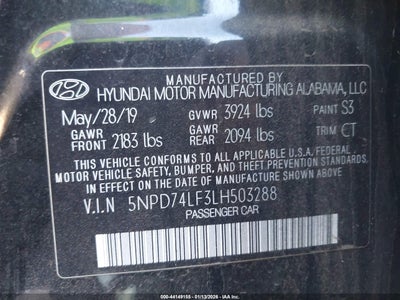 MANUFACTURED BY
HYUNDAI MOTOR MANUFACTURING ALABAMA, LLC
May/28/19 GVWR 3924 lbs PAINT S3
GAWR FRONT 2183 lbs GAWR REAR 2094 lbs TRIM CT
THIS VEHICLE CONFORMS TO ALL APPLICABLE U.S.A. FEDERAL
MOTOR VEHICLE SAFETY, BUMPER, AND THEFT PREVENTION STANDARDS
IN EFFECT ON THE DATE OF MANUFACTURE SHOWN ABOVE.
V.I.N 5NPD74LF3LH503288
PASSENGER CAR
000-44149155 - 01/13/2026 - © IAA Holdings, LLC